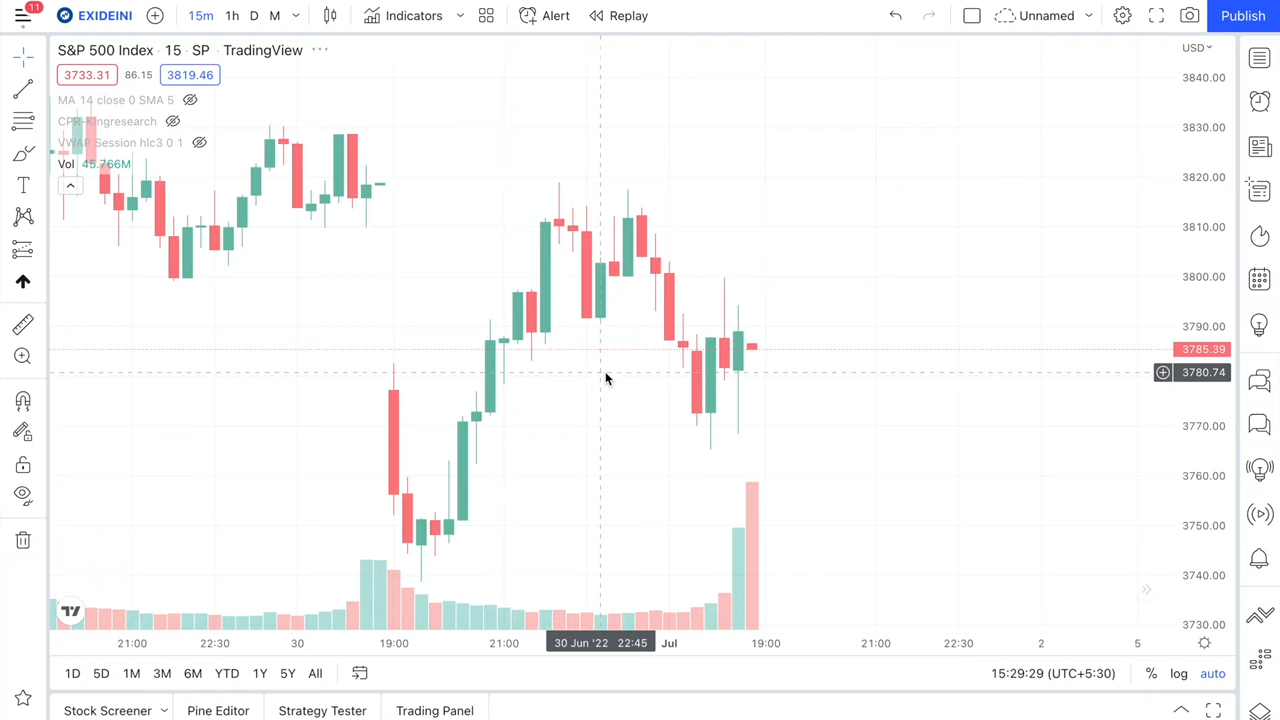 11 EXIDEINI 15m 1h D M Indicators Alert Replay Unnamed Publish
S&P 500 Index · 15 · SP · TradingView
USD
3733.31 86.15 3819.46
3840.00
MA 14 close 0 SMA 5
CPR-Kingresearch
3830.00
VWAP Session hlc3 0 1
Vol 45.766M
3820.00
3810.00
3800.00
3790.00
3785.39
3780.74
3770.00
3760.00
3750.00
3740.00
3730.00
21:00 22:30 30 19:00 21:00 30 Jun '22 22:45 Jul 19:00 21:00 22:30 2 5
1D 5D 1M 3M 6M YTD 1Y 5Y All 15:29:29 (UTC+5:30) % log auto
Stock Screener Pine Editor Strategy Tester Trading Panel